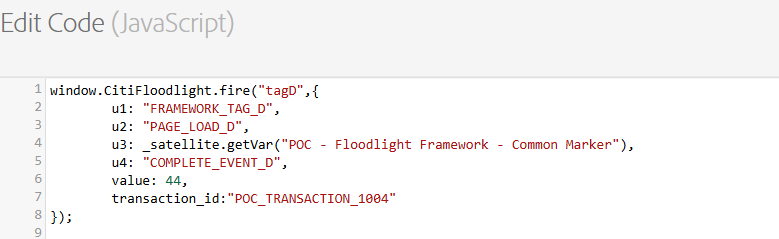 Edit Code (JavaScript)
1 window.CitiFloodlight.fire("tagD",{
2 u1: "FRAMEWORK_TAG_D",
3 u2: "PAGE_LOAD_D",
4 u3: _satellite.getVar("POC - Floodlight Framework - Common Marker"),
5 u4: "COMPLETE_EVENT_D",
6 value: 44,
7 transaction_id:"POC_TRANSACTION_1004"
8 });
9